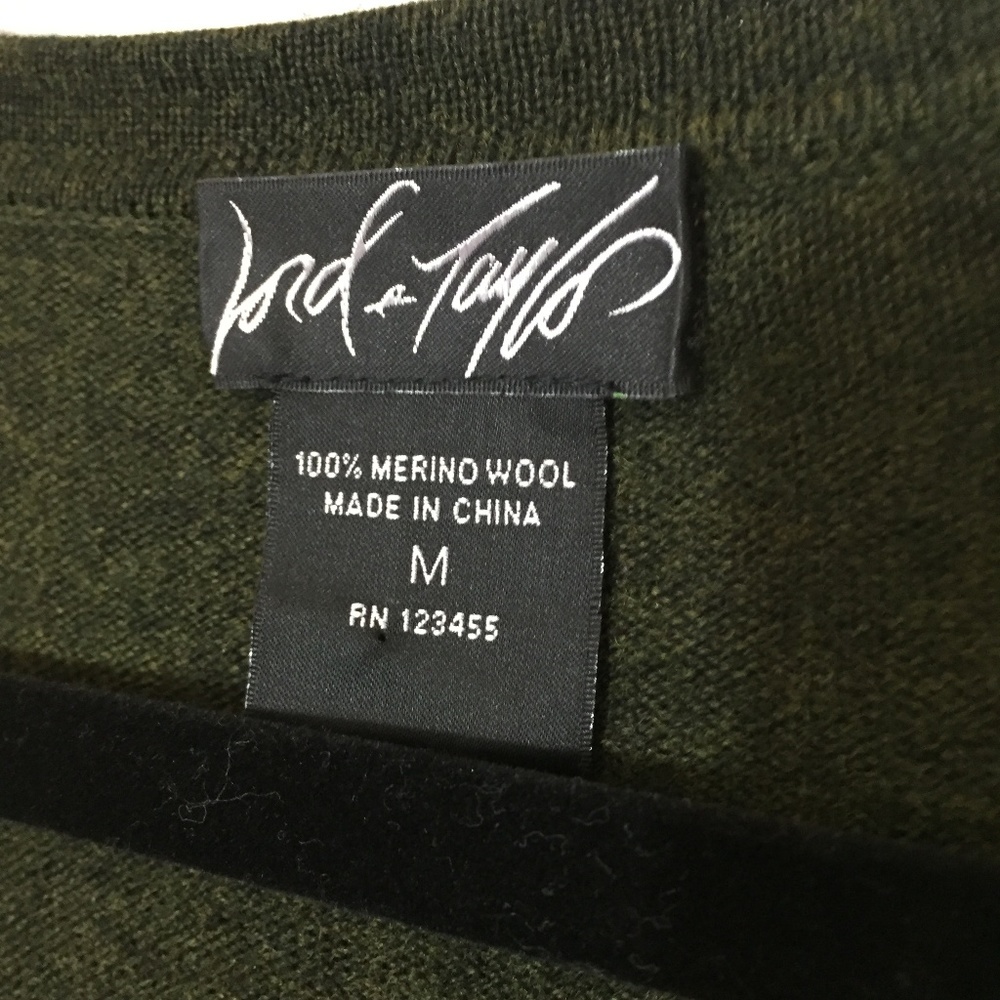 Lord & Taylor
100% MERINO WOOL
MADE IN CHINA
M
RN 123455